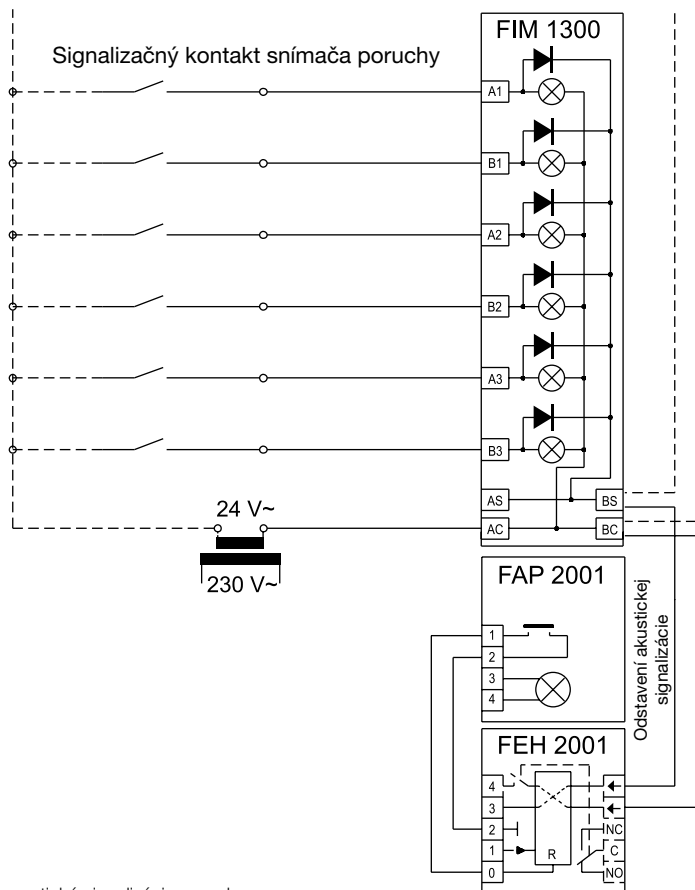 FIM 1300
Signalizačný kontakt snímača poruchy
A1
B1
A2
B2
A3
B3
AS BS
24 V~
AC BC
230 V~
FAP 2001
1
2
3
4
Odstavení akustickej
signalizácie
FEH 2001
4
3
2 NC
1 R C
0 NO